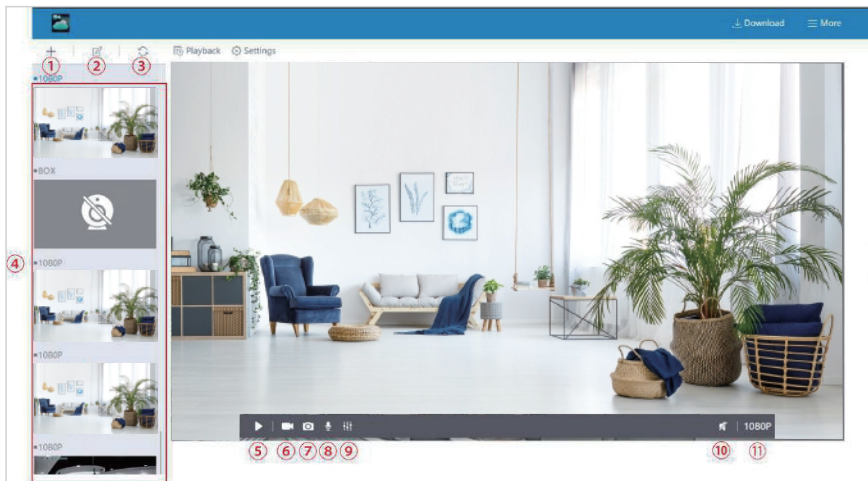 Download More
Playback Settings
① ② ③
1080P
BOX
④
1080P
1080P
1080P
1080P
⑤ ⑥ ⑦ ⑧ ⑨ ⑩ ⑪